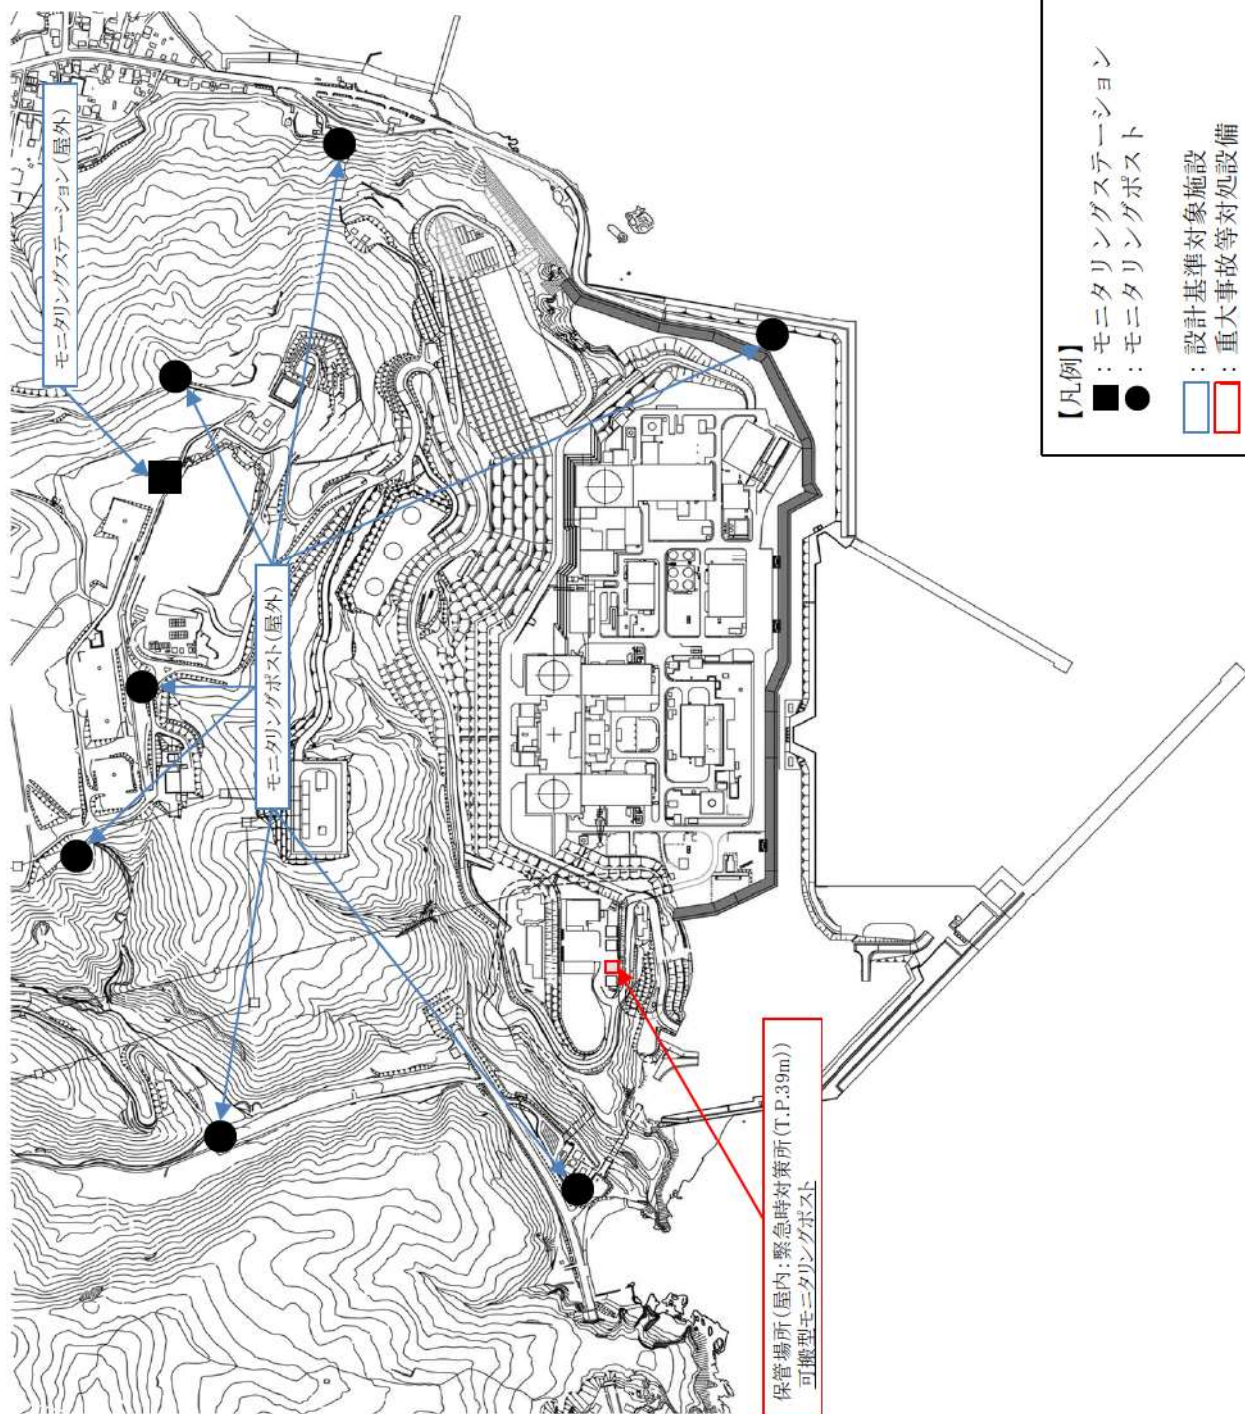 モニタリングステーション(屋外)
モニタリングポスト(屋外)
保管場所(屋内:緊急時対策所(T.P.39m))
可搬型モニタリングポスト
【凡例】
■:モニタリングステーション
●:モニタリングポスト
:設計基準対象施設
:重大事故等対処設備